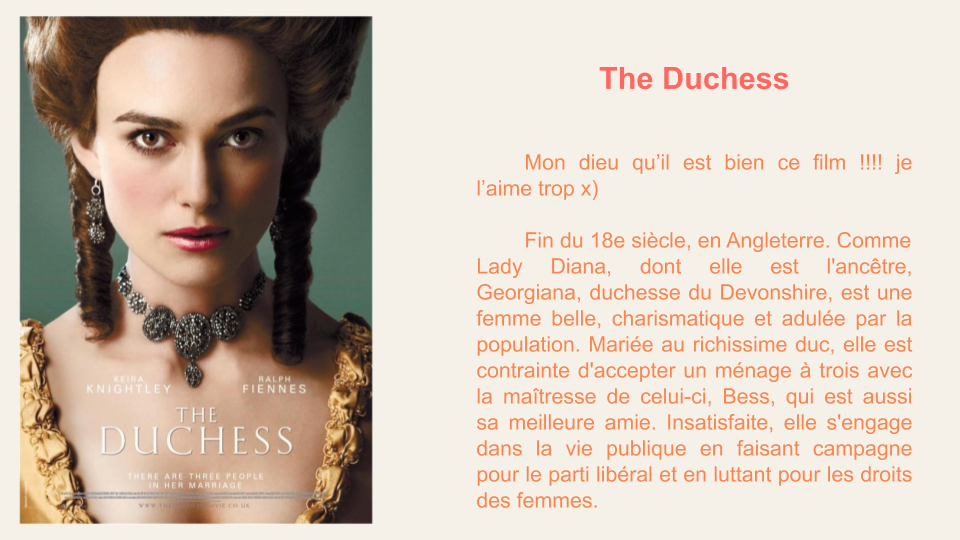 KEIRA
KNIGHTLEY
RALPH
FIENNES
THE
DUCHESS
THERE ARE THREE PEOPLE
IN HER MARRIAGE
The Duchess
Mon dieu qu’il est bien ce film !!!! je
l’aime trop x)
Fin du 18e siècle, en Angleterre. Comme
Lady Diana, dont elle est l'ancêtre,
Georgiana, duchesse du Devonshire, est une
femme belle, charismatique et adulée par la
population. Mariée au richissime duc, elle est
contrainte d'accepter un ménage à trois avec
la maîtresse de celui-ci, Bess, qui est aussi
sa meilleure amie. Insatisfaite, elle s'engage
dans la vie publique en faisant campagne
pour le parti libéral et en luttant pour les droits
des femmes.